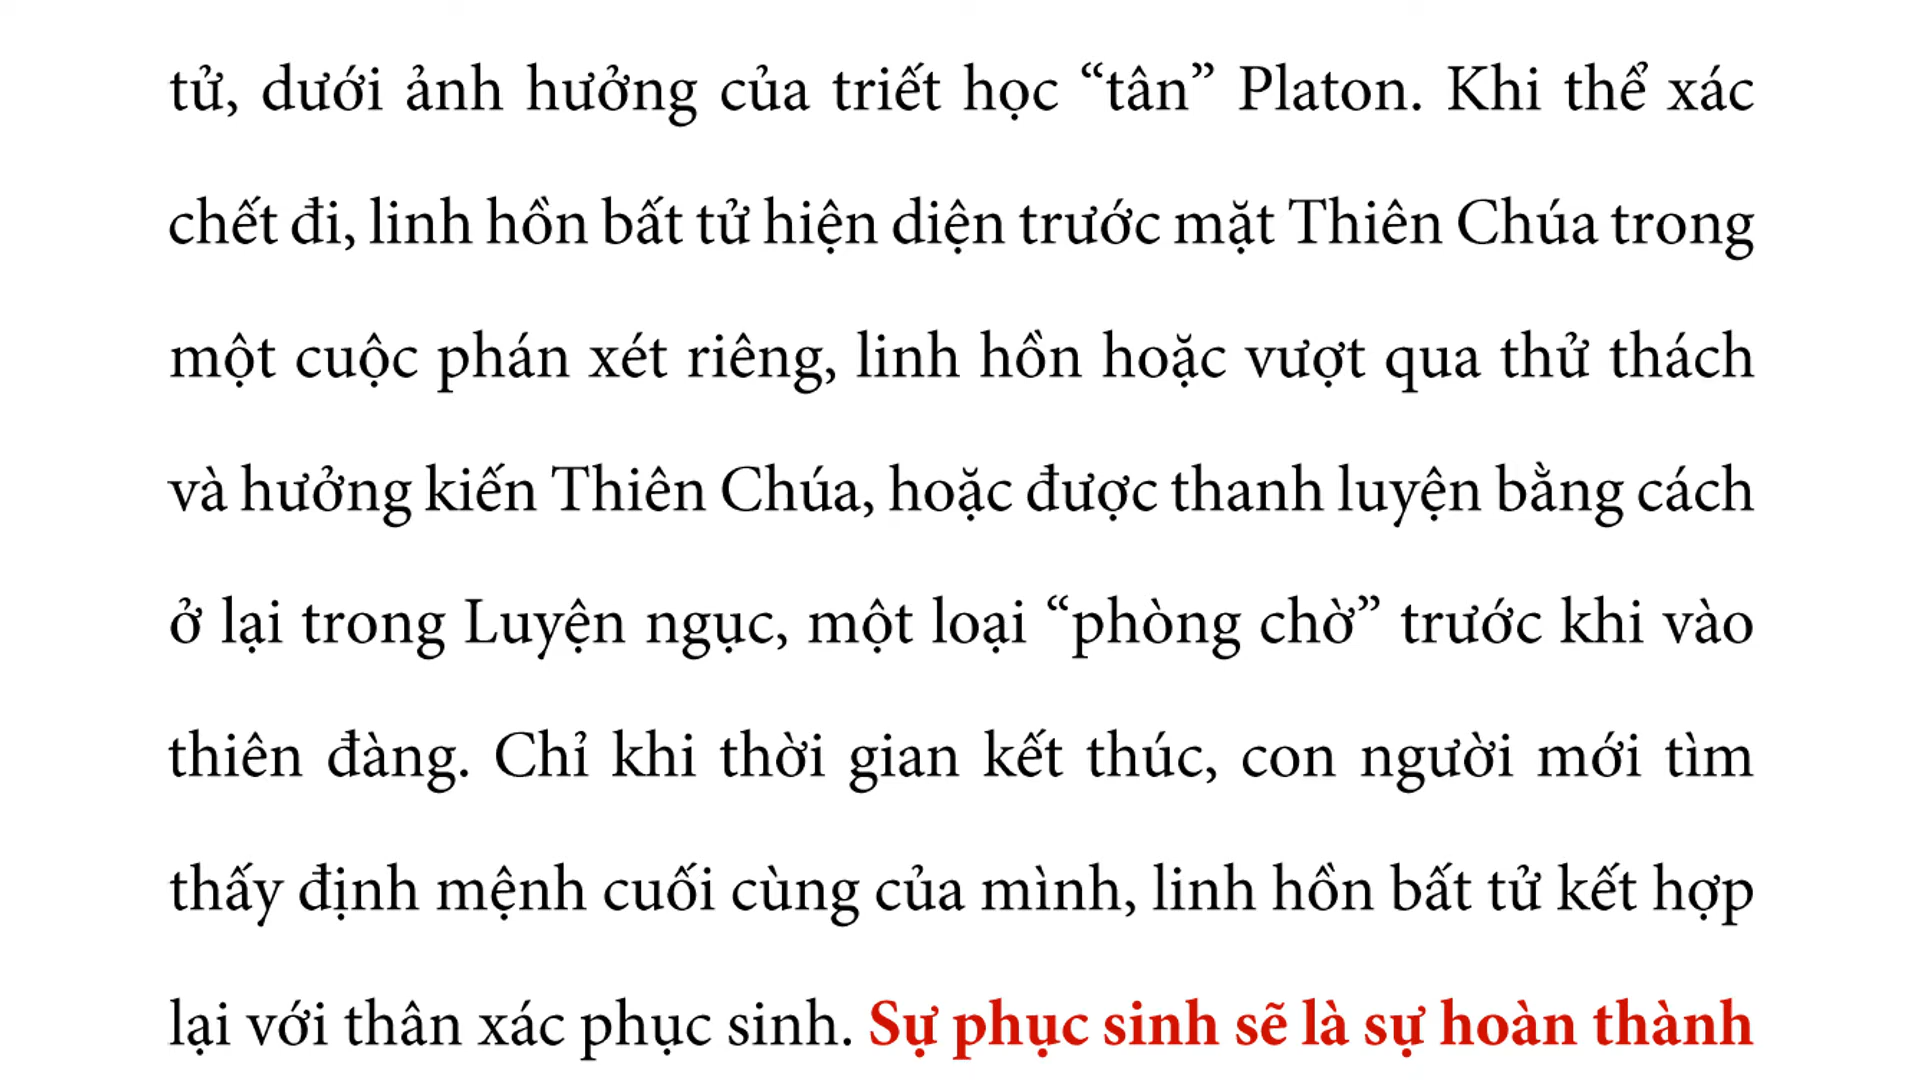 tử, dưới ảnh hưởng của triết học “tân” Platon. Khi thể xác
chết đi, linh hồn bất tử hiện diện trước mặt Thiên Chúa trong
một cuộc phán xét riêng, linh hồn hoặc vượt qua thử thách
và hưởng kiến Thiên Chúa, hoặc được thanh luyện bằng cách
ở lại trong Luyện ngục, một loại “phòng chờ” trước khi vào
thiên đàng. Chỉ khi thời gian kết thúc, con người mới tìm
thấy định mệnh cuối cùng của mình, linh hồn bất tử kết hợp
lại với thân xác phục sinh. Sự phục sinh sẽ là sự hoàn thành